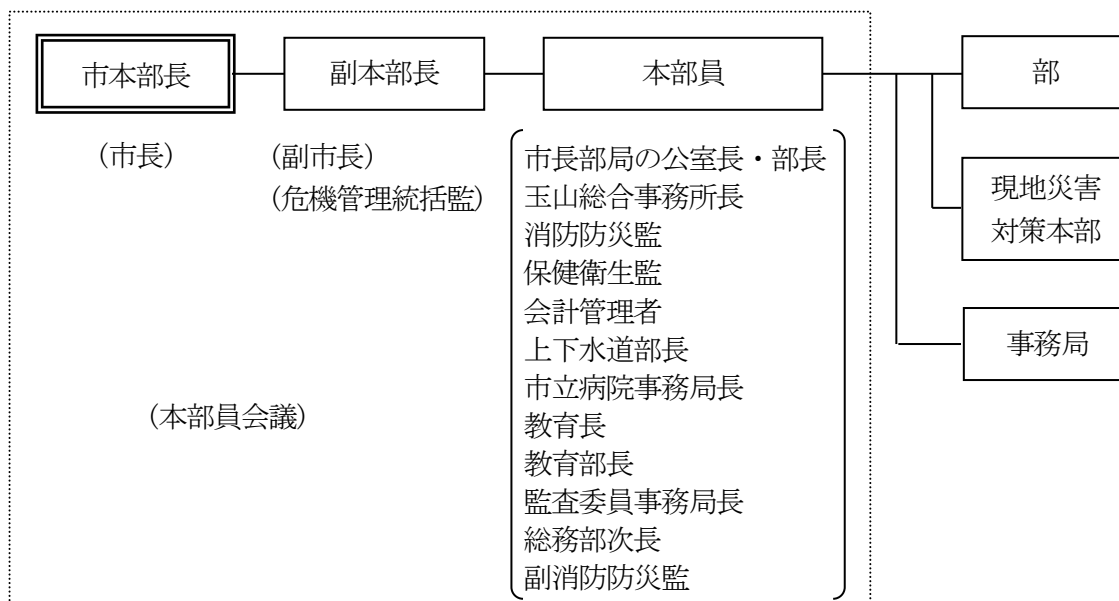 市本部長
副本部長
本部員
部
(市長)
(副市長)
(危機管理統括監)
市長部局の公室長・部長
玉山総合事務所長
消防防災監
保健衛生監
会計管理者
上下水道部長
市立病院事務局長
教育長
教育部長
監査委員事務局長
総務部次長
副消防防災監
現地災害
対策本部
事務局
(本部員会議)